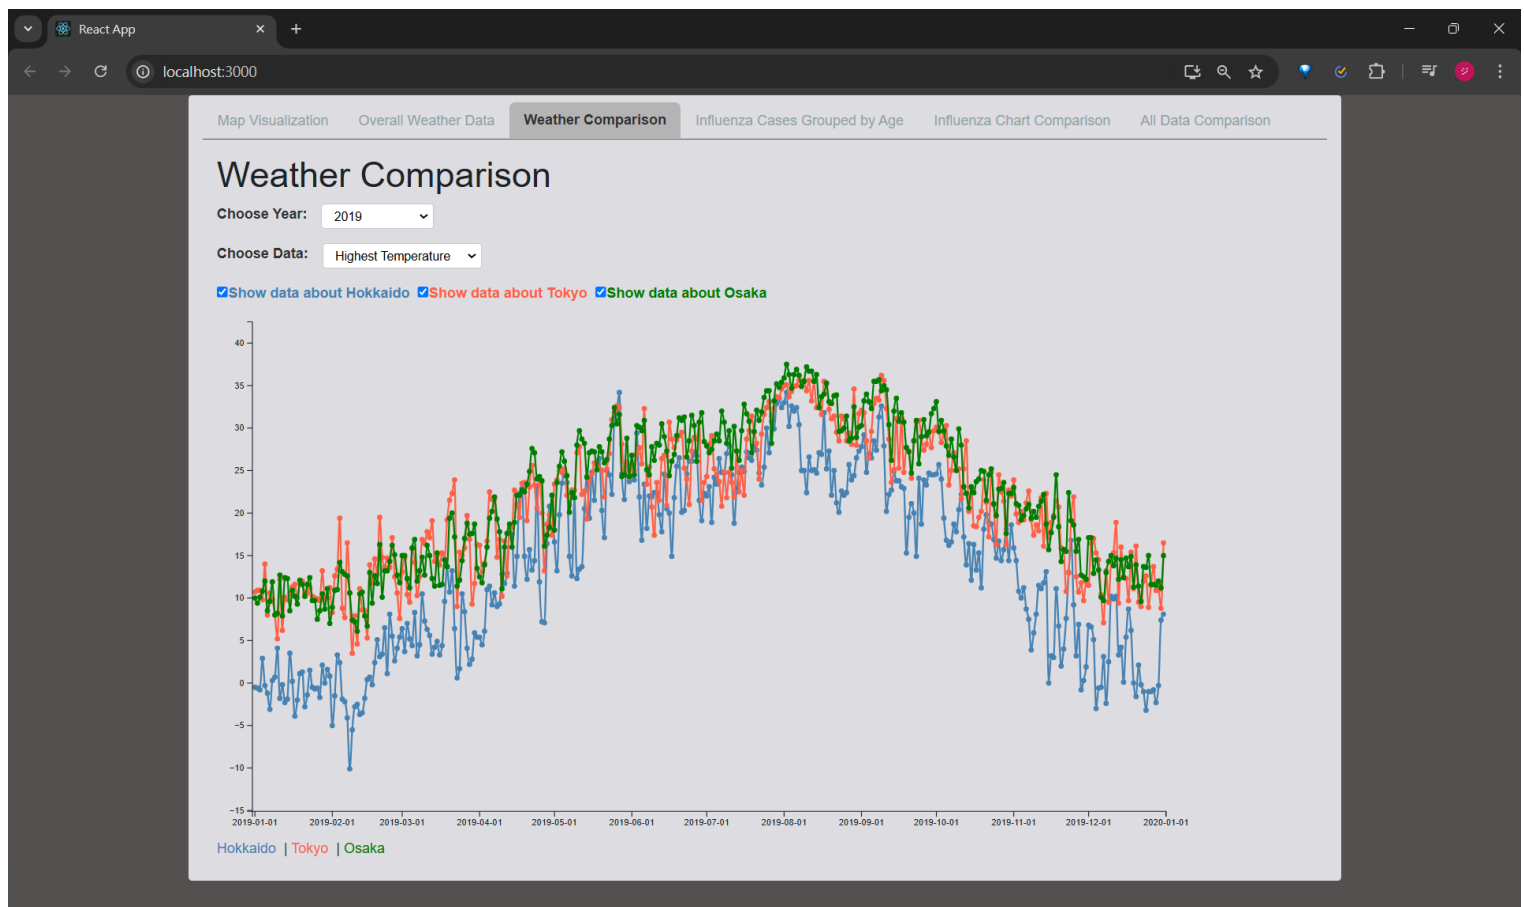 React App
localhost:3000
ジ
Map Visualization Overall Weather Data Weather Comparison Influenza Cases Grouped by Age Influenza Chart Comparison All Data Comparison
Weather Comparison
Choose Year: 2019
Choose Data: Highest Temperature
Show data about Hokkaido Show data about Tokyo Show data about Osaka
40
35
30
25
20
15
10
5
0
−5
−10
−15
2019-01-01 2019-02-01 2019-03-01 2019-04-01 2019-05-01 2019-06-01 2019-07-01 2019-08-01 2019-09-01 2019-10-01 2019-11-01 2019-12-01 2020-01-01
Hokkaido | Tokyo | Osaka